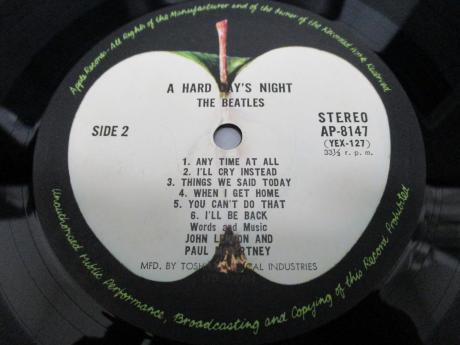 Apple Records-All Rights of the Manufacturer and of the Owner of the Recorded Work Reserved
A HARD DAY'S NIGHT
THE BEATLES
SIDE 2
STEREO
AP-8147
(YEX-127)
33⅓ r. p. m.
1. ANY TIME AT ALL
2. I'LL CRY INSTEAD
3. THINGS WE SAID TODAY
4. WHEN I GET HOME
5. YOU CAN'T DO THAT
6. I'LL BE BACK
Words and Music
JOHN LENNON AND
PAUL McCARTNEY
MFD. BY TOSHIBA MUSICAL INDUSTRIES
Unauthorised Public Performance, Broadcasting and Copying of this Record Prohibited